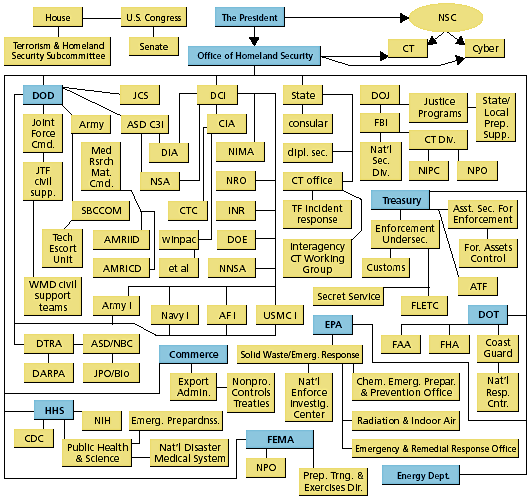 House
U.S. Congress
The President
NSC
Terrorism & Homeland
Security Subcommittee
Senate
Office of Homeland Security
CT
Cyber
DOD
JCS
DCI
State
DOJ
Justice
Programs
State/
Local
Prep.
Supp.
Joint
Force
Cmd.
Army
ASD C3I
CIA
consular
FBI
CT Div.
Med
Rsrch
Mat.
Cmd.
DIA
NIMA
dipl. sec.
Nat'l
Sec.
Div.
NIPC
NPO
JTF
civil
supp.
NSA
NRO
CT office
Treasury
SBCCOM
CTC
INR
TF incident
response
Asst. Sec. For
Enforcement
Tech
Escort
Unit
AMRIID
winpac
DOE
Interagency
CT Working
Group
Enforcement
Undersec.
For. Assets
Control
AMRICD
et al
NNSA
Customs
WMD civil
support
teams
Secret Service
ATF
Army I
Navy I
AF I
USMC I
FLETC
EPA
DOT
DTRA
ASD/NBC
Commerce
Solid Waste/Emerg. Response
FAA
FHA
Coast
Guard
DARPA
JPO/Bio
Export
Admin.
Nonpro.
Controls
Treaties
Nat'l
Enforce
Investig.
Center
Chem. Emerg. Prepar.
& Prevention Office
Nat'l
Resp.
Cntr.
HHS
NIH
Emerg. Prepardnss.
Radiation & Indoor Air
CDC
Public Health
& Science
Nat'l Disaster
Medical System
FEMA
Emergency & Remedial Response Office
NPO
Prep. Trng. &
Exercises Dir.
Energy Dept.